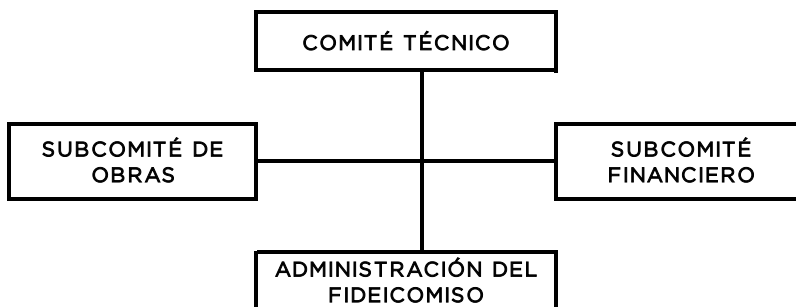 COMITÉ TÉCNICO
SUBCOMITÉ DE
OBRAS
SUBCOMITÉ
FINANCIERO
ADMINISTRACIÓN DEL
FIDEICOMISO